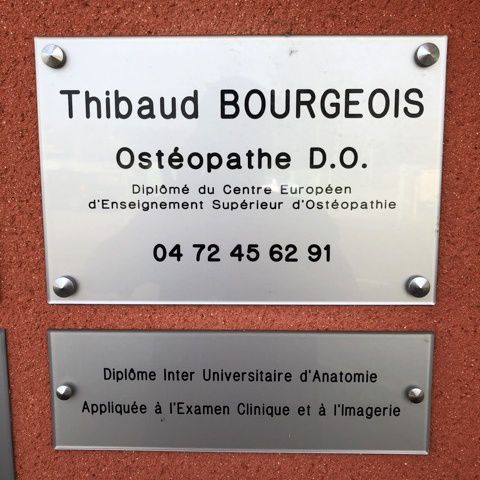 Thibaud BOURGEOIS
Ostéopathe D.O.
Diplômé du Centre Européen
d'Enseignement Supérieur d'Ostéopathie
04 72 45 62 91
Diplôme Inter Universitaire d'Anatomie
Appliquée à l'Examen Clinique et à l'Imagerie